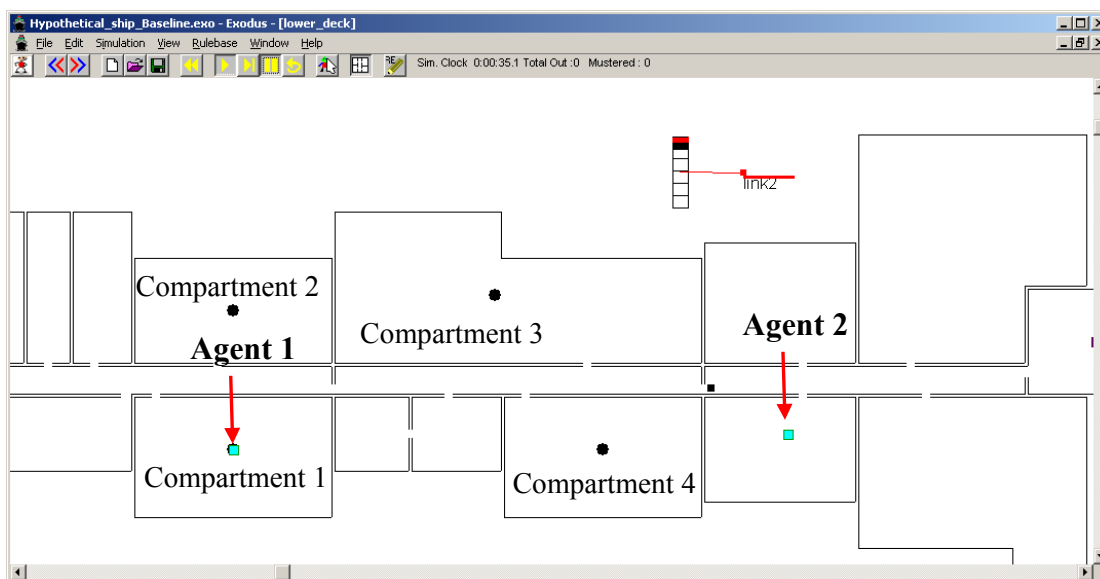 Hypothetical_ship_Baseline.exo - Exodus - [lower_deck]
File Edit Simulation View Rulebase Window Help
Sim. Clock 0:00:35.1 Total Out :0 Mustered : 0
link2
Compartment 2
Compartment 3
Agent 2
Agent 1
Compartment 1
Compartment 4